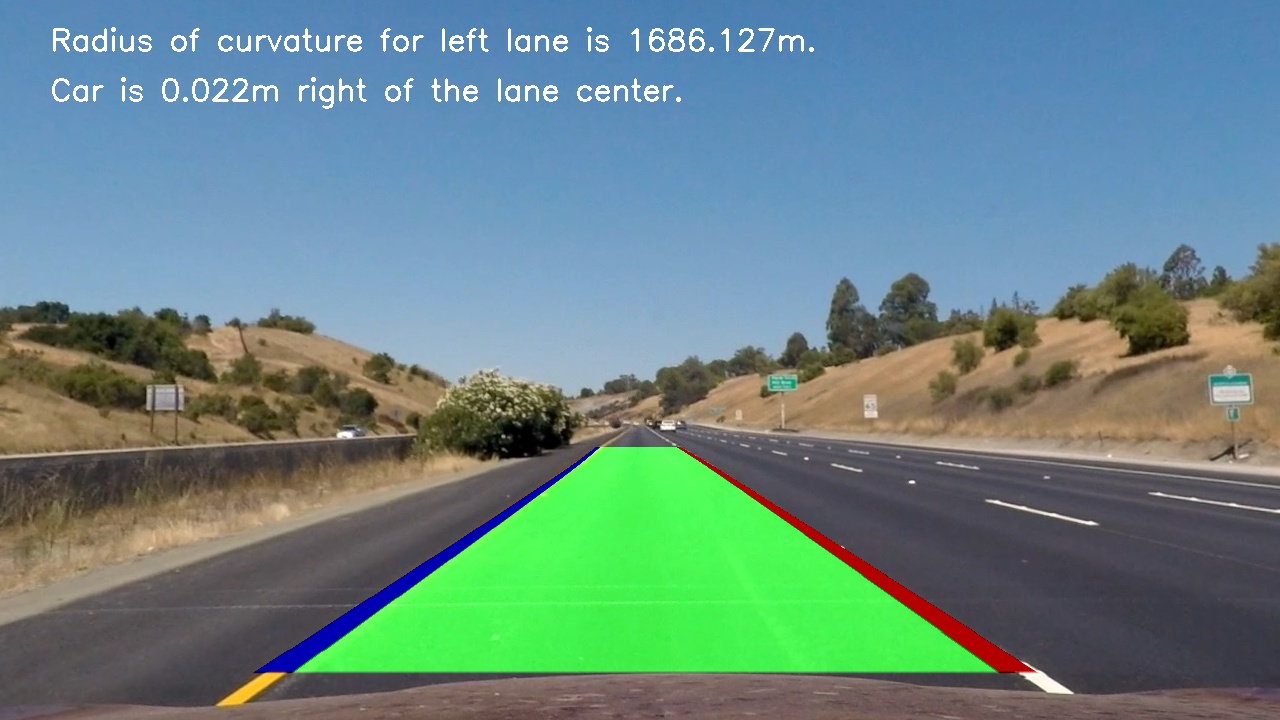 Radius of curvature for left lane is 1686.127m.
Car is 0.022m right of the lane center.